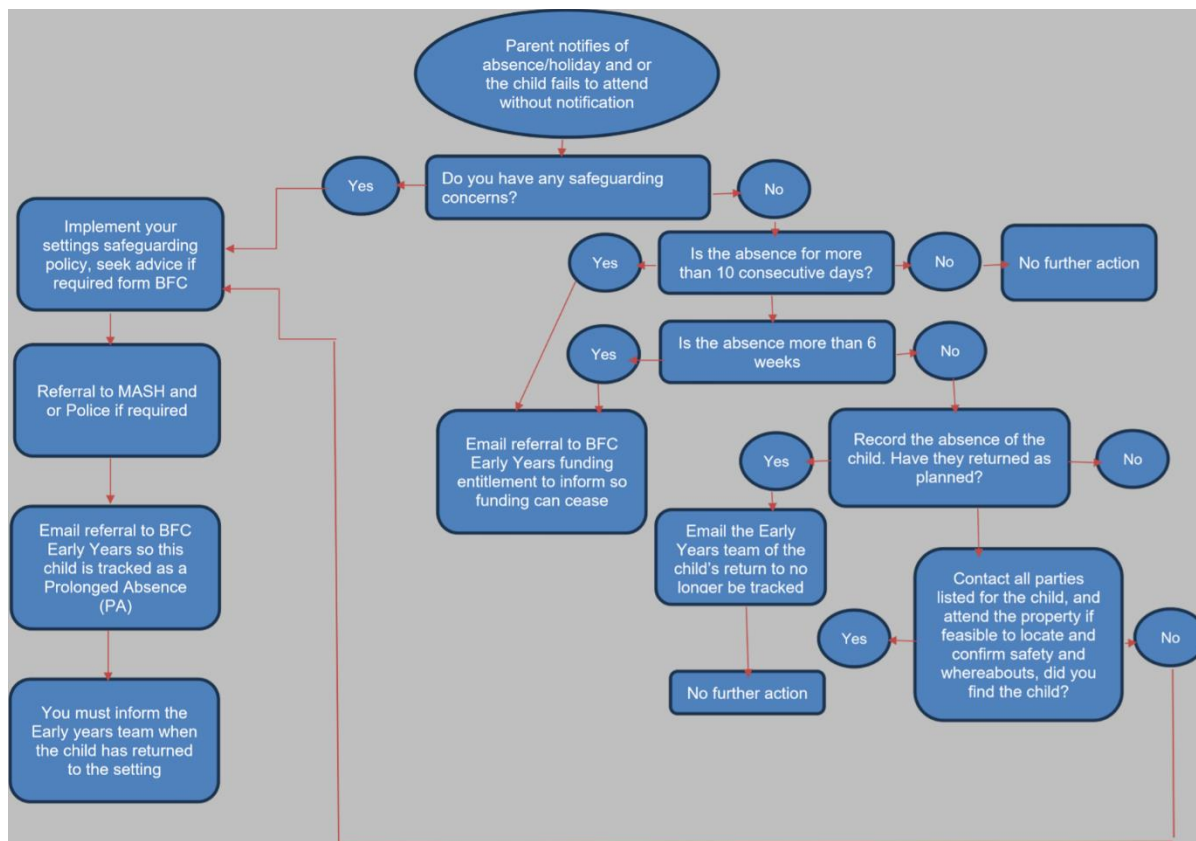 Parent notifies of
absence/holiday and or
the child fails to attend
without notification
Do you have any safeguarding
concerns?
Yes
No
Implement your
settings safeguarding
policy, seek advice if
required form BFC
Is the absence for more
than 10 consecutive days?
Yes
No
No further action
Is the absence more than 6
weeks
Yes
No
Referral to MASH and
or Police if required
Email referral to BFC
Early Years funding
entitlement to inform so
funding can cease
Record the absence of the
child. Have they returned as
planned?
Yes
No
Email referral to BFC
Early Years so this
child is tracked as a
Prolonged Absence
(PA)
Email the Early
Years team of the
child's return to no
longer be tracked
Contact all parties
listed for the child, and
attend the property if
feasible to locate and
confirm safety and
whereabouts, did you
find the child?
Yes
No
No further action
You must inform the
Early years team when
the child has returned
to the setting